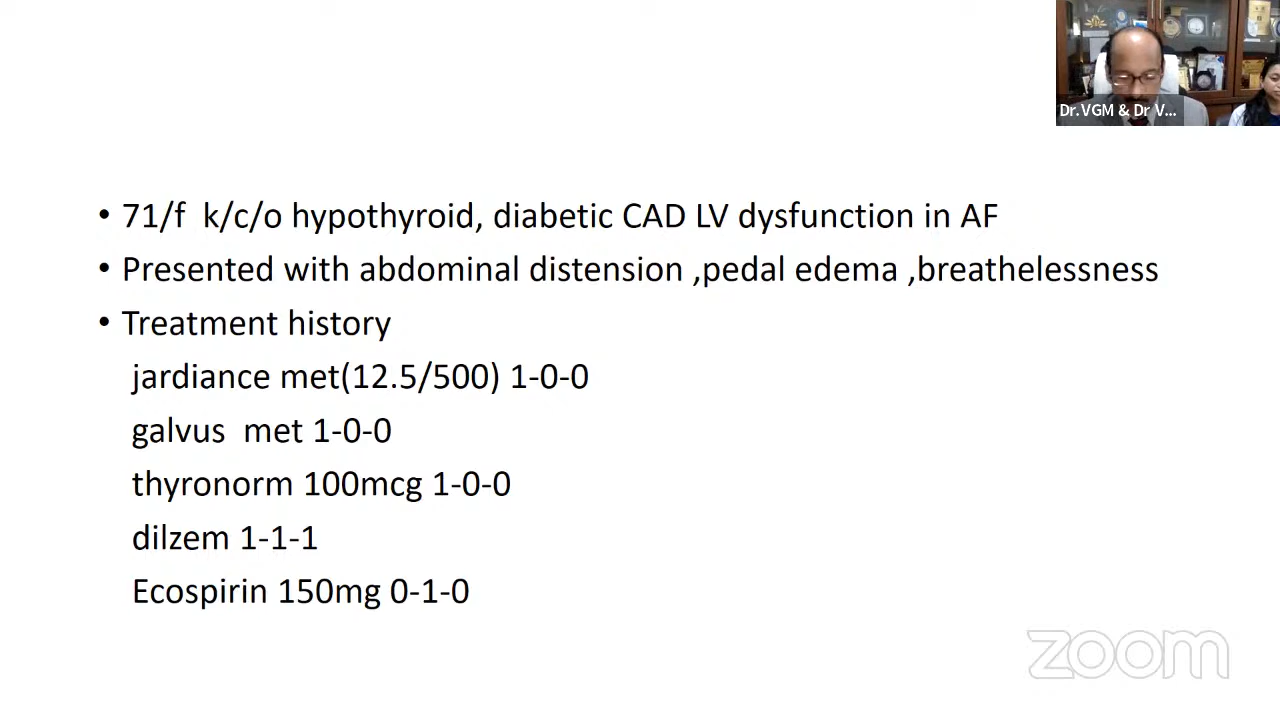 Dr.VGM & Dr V...
• 71/f k/c/o hypothyroid, diabetic CAD LV dysfunction in AF
• Presented with abdominal distension ,pedal edema ,breathelessness
• Treatment history
jardiance met(12.5/500) 1-0-0
galvus met 1-0-0
thyronorm 100mcg 1-0-0
dilzem 1-1-1
Ecospirin 150mg 0-1-0
zoom